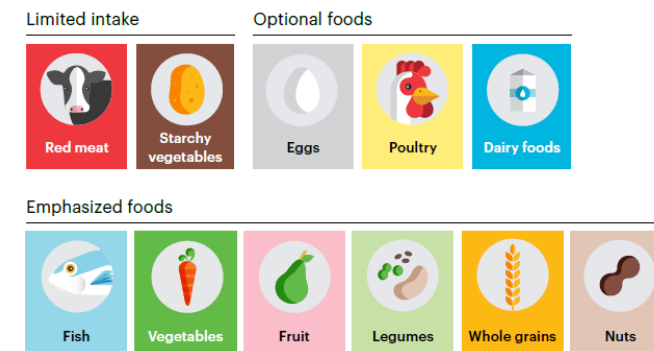 Limited intake
Optional foods
Red meat
Starchy
vegetables
Eggs
Poultry
Dairy foods
Emphasized foods
Fish
Vegetables
Fruit
Legumes
Whole grains
Nuts